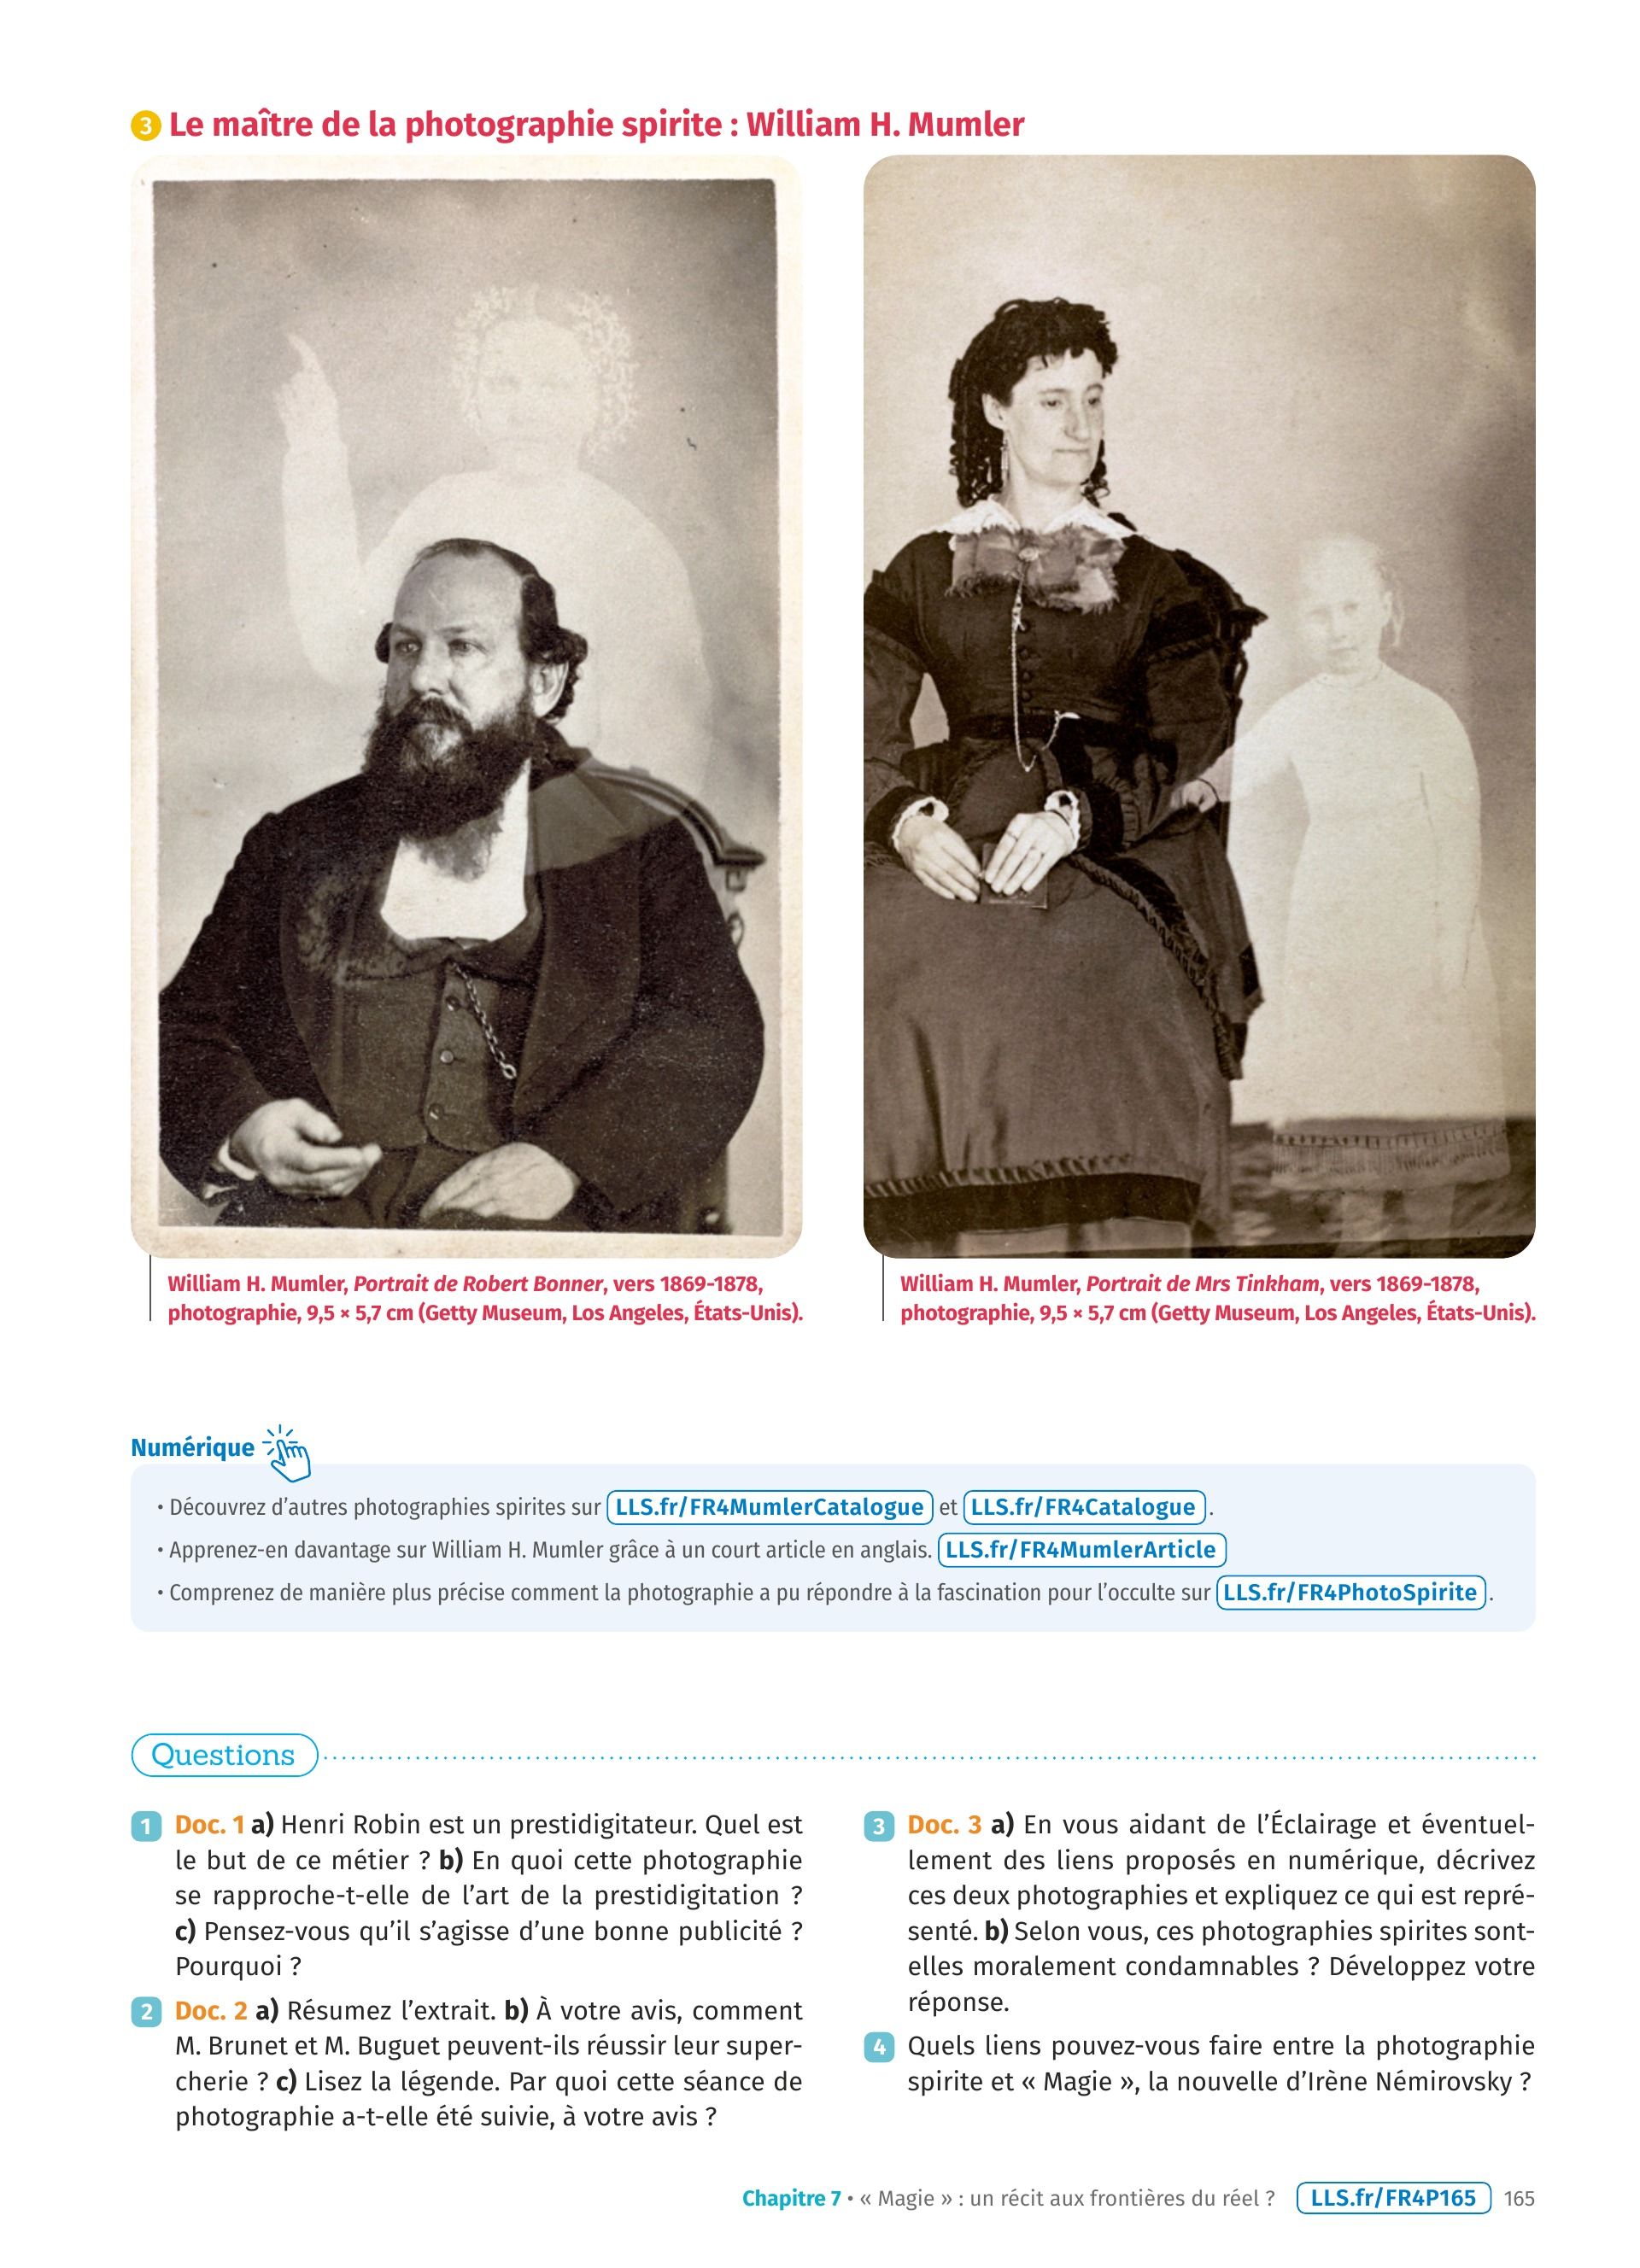 3 Le maître de la photographie spirite : William H. Mumler
William H. Mumler, Portrait de Robert Bonner, vers 1869-1878,
photographie, 9,5 × 5,7 cm (Getty Museum, Los Angeles, États-Unis).
William H. Mumler, Portrait de Mrs Tinkham, vers 1869-1878,
photographie, 9,5 × 5,7 cm (Getty Museum, Los Angeles, États-Unis).
Numérique
• Découvrez d’autres photographies spirites sur LLS.fr/FR4MumlerCatalogue et LLS.fr/FR4Catalogue.
• Apprenez-en davantage sur William H. Mumler grâce à un court article en anglais. LLS.fr/FR4MumlerArticle
• Comprenez de manière plus précise comment la photographie a pu répondre à la fascination pour l’occulte sur LLS.fr/FR4PhotoSpirite.
Questions
1 Doc. 1 a) Henri Robin est un prestidigitateur. Quel est
le but de ce métier ? b) En quoi cette photographie
se rapproche-t-elle de l’art de la prestidigitation ?
c) Pensez-vous qu’il s’agisse d’une bonne publicité ?
Pourquoi ?
2 Doc. 2 a) Résumez l’extrait. b) À votre avis, comment
M. Brunet et M. Buguet peuvent-ils réussir leur super-
cherie ? c) Lisez la légende. Par quoi cette séance de
photographie a-t-elle été suivie, à votre avis ?
3 Doc. 3 a) En vous aidant de l’Éclairage et éventuel-
lement des liens proposés en numérique, décrivez
ces deux photographies et expliquez ce qui est repré-
senté. b) Selon vous, ces photographies spirites sont-
elles moralement condamnables ? Développez votre
réponse.
4 Quels liens pouvez-vous faire entre la photographie
spirite et « Magie », la nouvelle d’Irène Némirovsky ?
Chapitre 7 • « Magie » : un récit aux frontières du réel ? LLS.fr/FR4P165 165